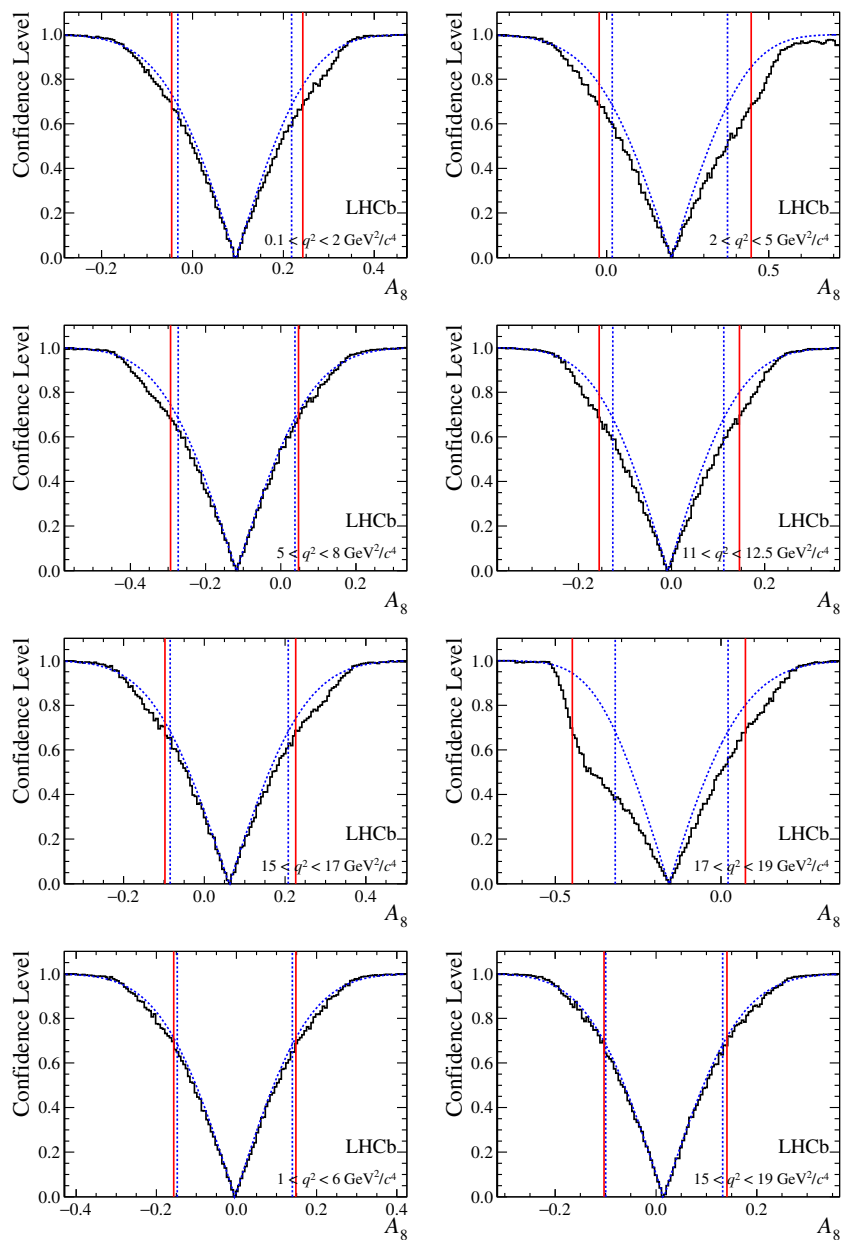 Confidence Level
1.0
0.8
0.6
0.4
0.2
0.0
LHCb
0.1 < q² < 2 GeV²/c⁴
−0.2 0.0 0.2 0.4
A₈
Confidence Level
1.0
0.8
0.6
0.4
0.2
0.0
LHCb
2 < q² < 5 GeV²/c⁴
0.0 0.5
A₈
Confidence Level
1.0
0.8
0.6
0.4
0.2
0.0
LHCb
5 < q² < 8 GeV²/c⁴
−0.4 −0.2 0.0 0.2
A₈
Confidence Level
1.0
0.8
0.6
0.4
0.2
0.0
LHCb
11 < q² < 12.5 GeV²/c⁴
−0.2 0.0 0.2
A₈
Confidence Level
1.0
0.8
0.6
0.4
0.2
0.0
LHCb
15 < q² < 17 GeV²/c⁴
−0.2 0.0 0.2 0.4
A₈
Confidence Level
1.0
0.8
0.6
0.4
0.2
0.0
LHCb
17 < q² < 19 GeV²/c⁴
−0.5 0.0
A₈
Confidence Level
1.0
0.8
0.6
0.4
0.2
0.0
LHCb
1 < q² < 6 GeV²/c⁴
−0.4 −0.2 0.0 0.2 0.4
A₈
Confidence Level
1.0
0.8
0.6
0.4
0.2
0.0
LHCb
15 < q² < 19 GeV²/c⁴
−0.2 0.0 0.2
A₈